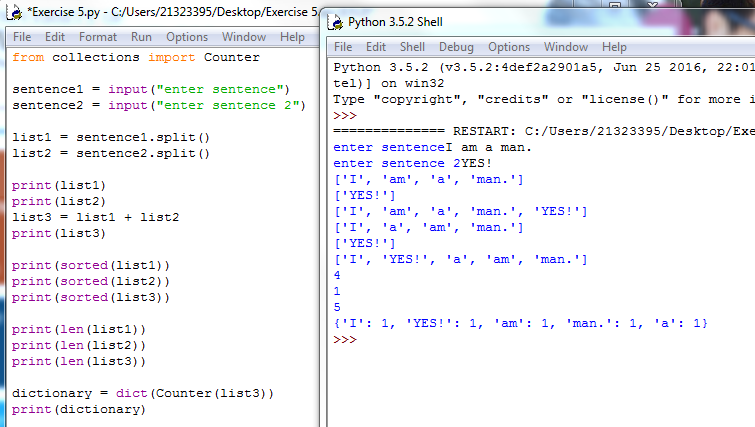 *Exercise 5.py - C:/Users/21323395/Desktop/Exercise 5.
File Edit Format Run Options Window Help
from collections import Counter
sentence1 = input("enter sentence")
sentence2 = input("enter sentence 2")
list1 = sentence1.split()
list2 = sentence2.split()
print(list1)
print(list2)
list3 = list1 + list2
print(list3)
print(sorted(list1))
print(sorted(list2))
print(sorted(list3))
print(len(list1))
print(len(list2))
print(len(list3))
dictionary = dict(Counter(list3))
print(dictionary)
Python 3.5.2 Shell
File Edit Shell Debug Options Window Help
Python 3.5.2 (v3.5.2:4def2a2901a5, Jun 25 2016, 22:01
tel)] on win32
Type "copyright", "credits" or "license()" for more i
>>>
============== RESTART: C:/Users/21323395/Desktop/Exe
enter sentenceI am a man.
enter sentence 2YES!
['I', 'am', 'a', 'man.']
['YES!']
['I', 'am', 'a', 'man.', 'YES!']
['I', 'a', 'am', 'man.']
['YES!']
['I', 'YES!', 'a', 'am', 'man.']
4
1
5
{'I': 1, 'YES!': 1, 'am': 1, 'man.': 1, 'a': 1}
>>>